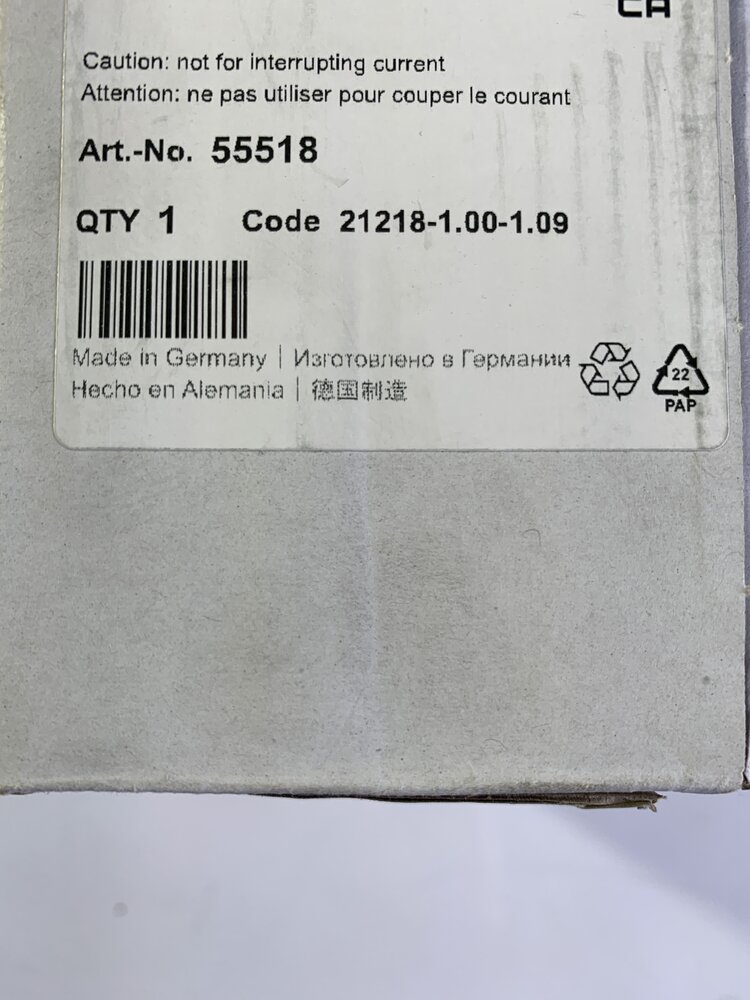 Caution: not for interrupting current
Attention: ne pas utiliser pour couper le courant
Art.-No. 55518
QTY 1 Code 21218-1.00-1.09
Made in Germany | Изготовлено в Германии
Hecho en Alemania | 德国制造
22
PAP